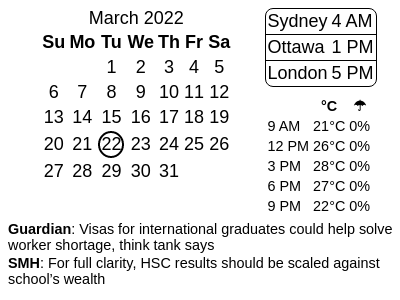 March 2022
Su Mo Tu We Th Fr Sa
1 2 3 4 5
6 7 8 9 10 11 12
13 14 15 16 17 18 19
20 21 22 23 24 25 26
27 28 29 30 31
Sydney 4 AM
Ottawa 1 PM
London 5 PM
°C ☂
9 AM 21°C 0%
12 PM 26°C 0%
3 PM 28°C 0%
6 PM 27°C 0%
9 PM 22°C 0%
Guardian: Visas for international graduates could help solve
worker shortage, think tank says
SMH: For full clarity, HSC results should be scaled against
school’s wealth